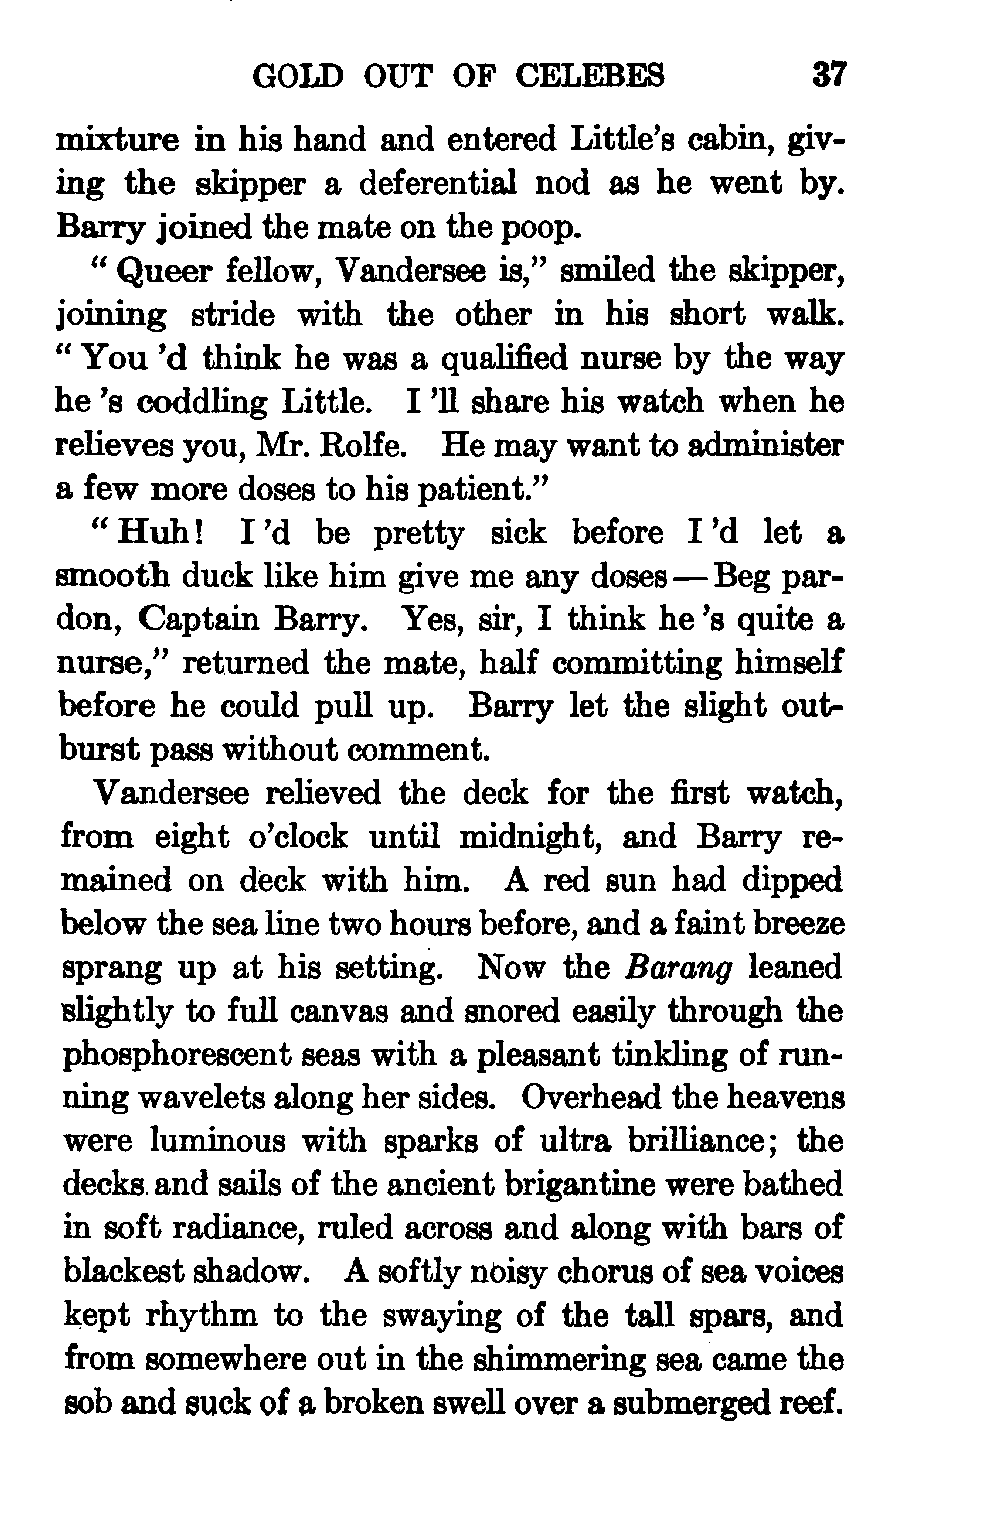 GOLD OUT OF CELEBES 37
mixture in his hand and entered Little's cabin, giv-
ing the skipper a deferential nod as he went by.
Barry joined the mate on the poop.
"Queer fellow, Vandersee is," smiled the skipper,
joining stride with the other in his short walk.
"You 'd think he was a qualified nurse by the way
he 's coddling Little. I 'll share his watch when he
relieves you, Mr. Rolfe. He may want to administer
a few more doses to his patient."
"Huh! I 'd be pretty sick before I 'd let a
smooth duck like him give me any doses—Beg par-
don, Captain Barry. Yes, sir, I think he 's quite a
nurse," returned the mate, half committing himself
before he could pull up. Barry let the slight out-
burst pass without comment.
Vandersee relieved the deck for the first watch,
from eight o'clock until midnight, and Barry re-
mained on deck with him. A red sun had dipped
below the sea line two hours before, and a faint breeze
sprang up at his setting. Now the Barang leaned
slightly to full canvas and snored easily through the
phosphorescent seas with a pleasant tinkling of run-
ning wavelets along her sides. Overhead the heavens
were luminous with sparks of ultra brilliance; the
decks and sails of the ancient brigantine were bathed
in soft radiance, ruled across and along with bars of
blackest shadow. A softly noisy chorus of sea voices
kept rhythm to the swaying of the tall spars, and
from somewhere out in the shimmering sea came the
sob and suck of a broken swell over a submerged reef.